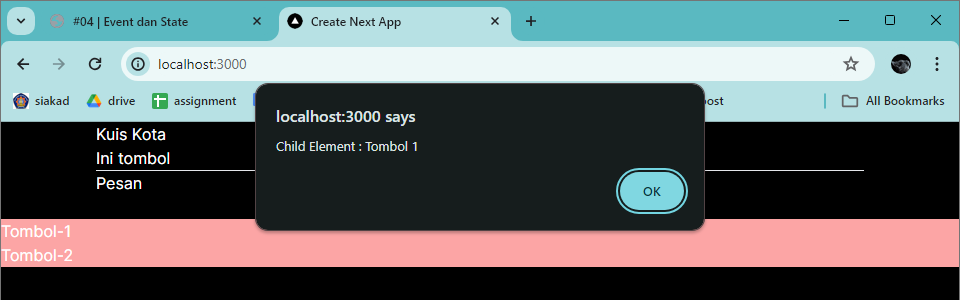 #04 | Event dan State
Create Next App
localhost:3000
siakad
drive
assignment
post
All Bookmarks
localhost:3000 says
Child Element : Tombol 1
OK
Kuis Kota
Ini tombol
Pesan
Tombol-1
Tombol-2